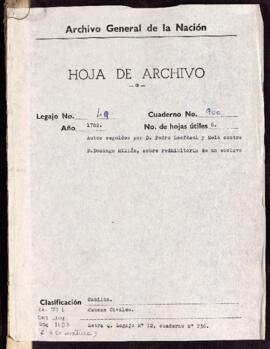 Archivo General de la Nación
HOJA DE ARCHIVO
Legajo No. 49 Cuaderno No. 900
Año 1782. No. de hojas útiles 6.
Autos seguidos por D. Pedro y contra
D. Domingo Millán, sobre redhibitoria de un esclavo
Clasificación Cabildo.
Causas Civiles.
Letra q. Legajo Nº 12, cuaderno Nº 236.